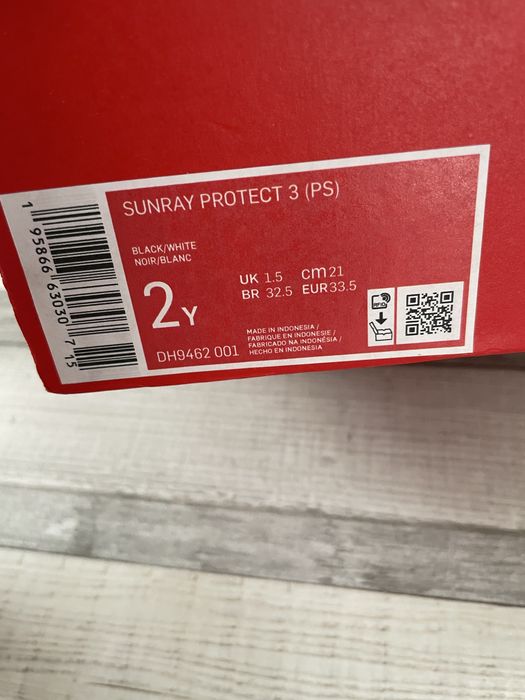 SUNRAY PROTECT 3 (PS)
BLACK/WHITE
NOIR/BLANC
2Y
UK 1.5 cm 21
BR 32.5 EUR 33.5
DH9462 001
MADE IN INDONESIA /
FABRIQUE EN INDONESIE /
FABRICADO NA INDONÉSIA /
HECHO EN INDONESIA
RFID
1 95866 63030 7 15